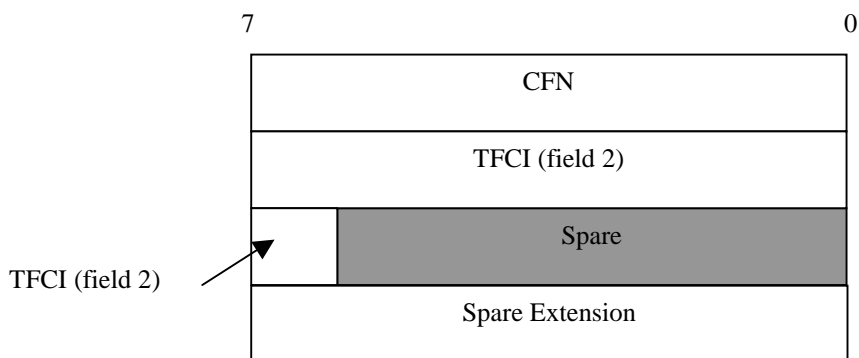 7 0
CFN
TFCI (field 2)
Spare
TFCI (field 2)
Spare Extension